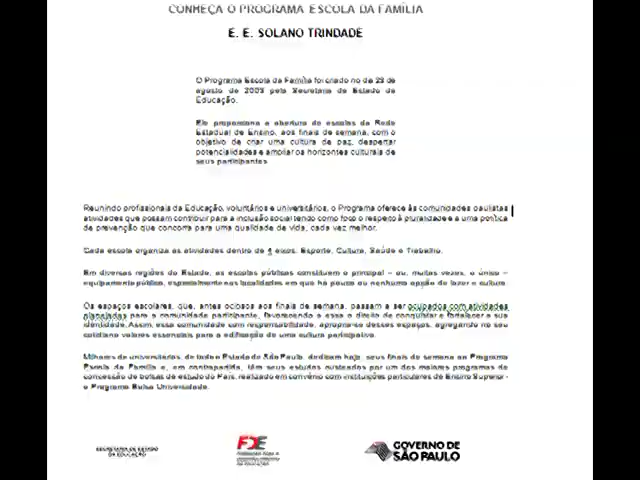 CONHEÇA O PROGRAMA ESCOLA DA FAMÍLIA
E. E. SOLANO TRINDADE
O Programa Escola da Família foi criado no dia 23 de
agosto de 2003 pela Secretaria de Estado da
Educação.
Ele proporciona a abertura de escolas da Rede
Estadual de Ensino, aos finais de semana, com o
objetivo de criar uma cultura de paz, despertar
potencialidades e ampliar os horizontes culturais de
seus participantes.
Reunindo profissionais da Educação, voluntários e universitários, o Programa oferece às comunidades paulistas
atividades que possam contribuir para a inclusão social tendo como foco o respeito à pluralidade e a uma política
de prevenção que concorra para uma qualidade de vida, cada vez melhor.
Cada escola organiza as atividades dentro de 4 eixos: Esporte, Cultura, Saúde e Trabalho.
Em diversas regiões do Estado, as escolas públicas constituem o principal – ou, muitas vezes, o único –
equipamento público, especialmente nas localidades em que há pouca ou nenhuma opção de lazer e cultura.
Os espaços escolares, que, antes ociosos aos finais de semana, passam a ser ocupados com atividades
planejadas para a comunidade participante, favorecendo a essa o direito de conquistar e fortalecer a sua
identidade. Assim, essa comunidade com responsabilidade, apropria-se desses espaços, agregando ao seu
cotidiano valores essenciais para a edificação de uma cultura participativa.
Milhares de universitários, de todo o Estado de São Paulo, dedicam hoje, seus finais de semana ao Programa
Escola da Família e, em contrapartida, têm seus estudos custeados por um dos maiores programas de
concessão de bolsas de estudo do País, realizado em convênio com instituições particulares de Ensino Superior -
o Programa Bolsa Universidade.
SECRETARIA DE ESTADO
DA EDUCAÇÃO
FDE
FUNDAÇÃO PARA O
DESENVOLVIMENTO
DA EDUCAÇÃO
GOVERNO DE
SÃO PAULO